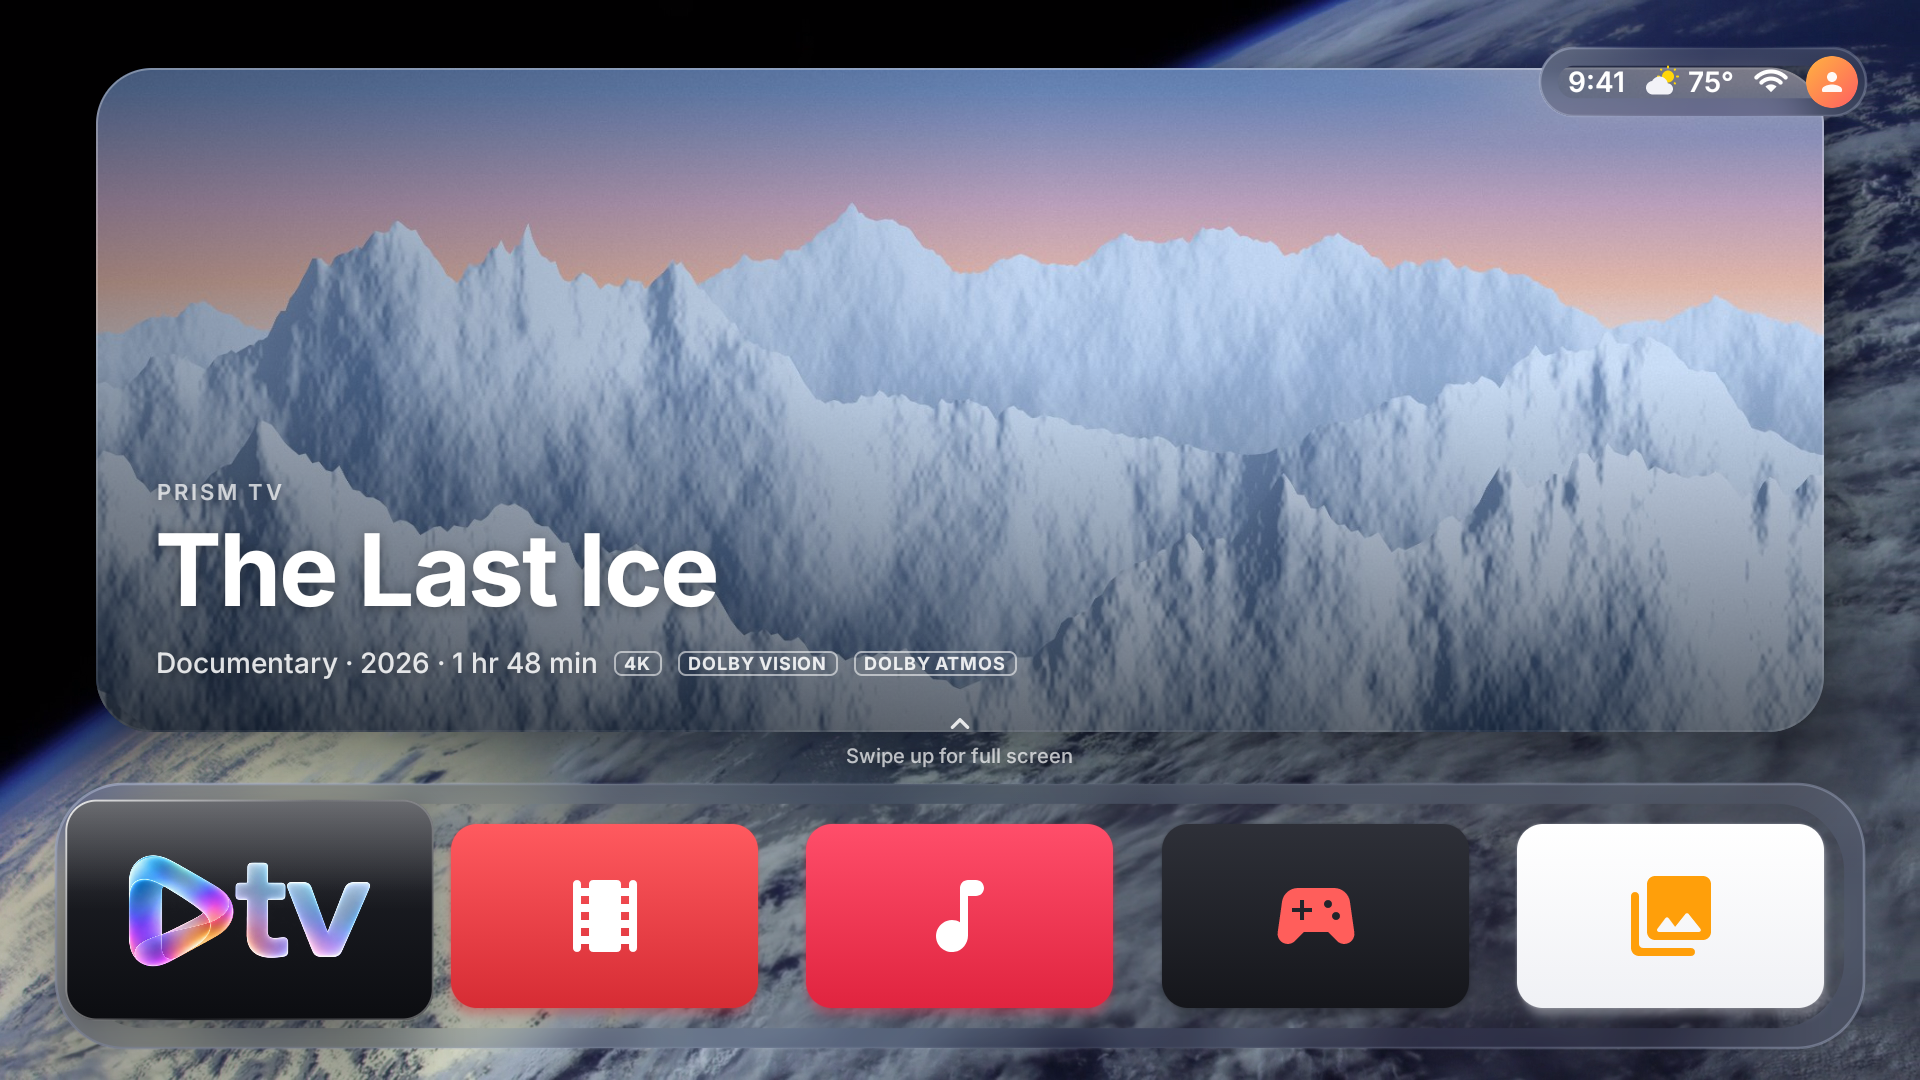 9:41 75°
PRISM TV
The Last Ice
Documentary · 2026 · 1 hr 48 min 4K DOLBY VISION DOLBY ATMOS
Swipe up for full screen
tv